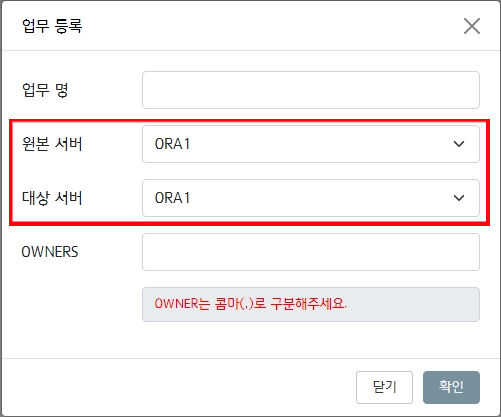 업무 등록
업무 명
원본 서버
ORA1
대상 서버
ORA1
OWNERS
OWNER는 콤마(,)로 구분해주세요.
닫기
확인